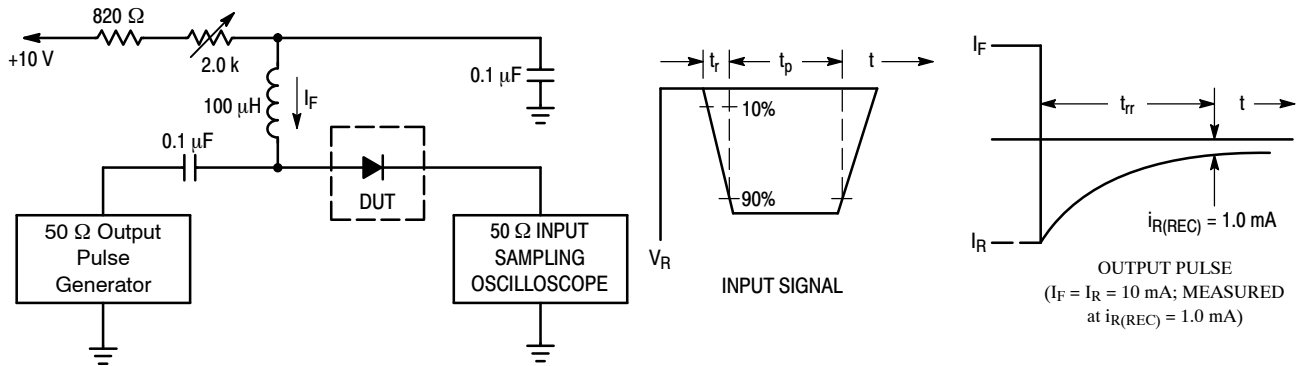 820 Ω
+10 V
2.0 k
100 μH
I_F
0.1 μF
0.1 μF
DUT
50 Ω Output
Pulse
Generator
50 Ω INPUT
SAMPLING
OSCILLOSCOPE
t_r
t_p
t
10%
90%
V_R
INPUT SIGNAL
I_F
t_rr
t
I_R
i_R(REC) = 1.0 mA
OUTPUT PULSE
(I_F = I_R = 10 mA; MEASURED
at i_R(REC) = 1.0 mA)